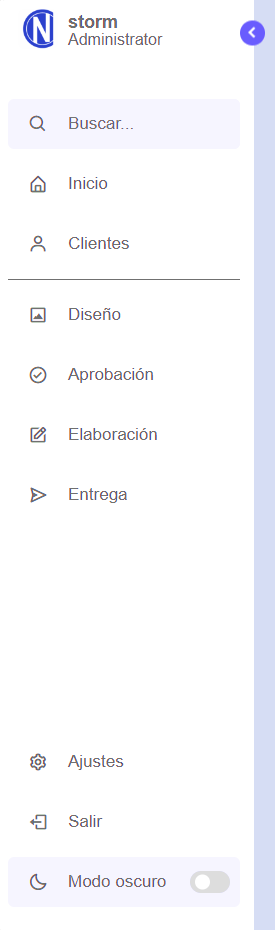 N
storm
Administrator
Buscar...
Inicio
Clientes
Diseño
Aprobación
Elaboración
Entrega
Ajustes
Salir
Modo oscuro